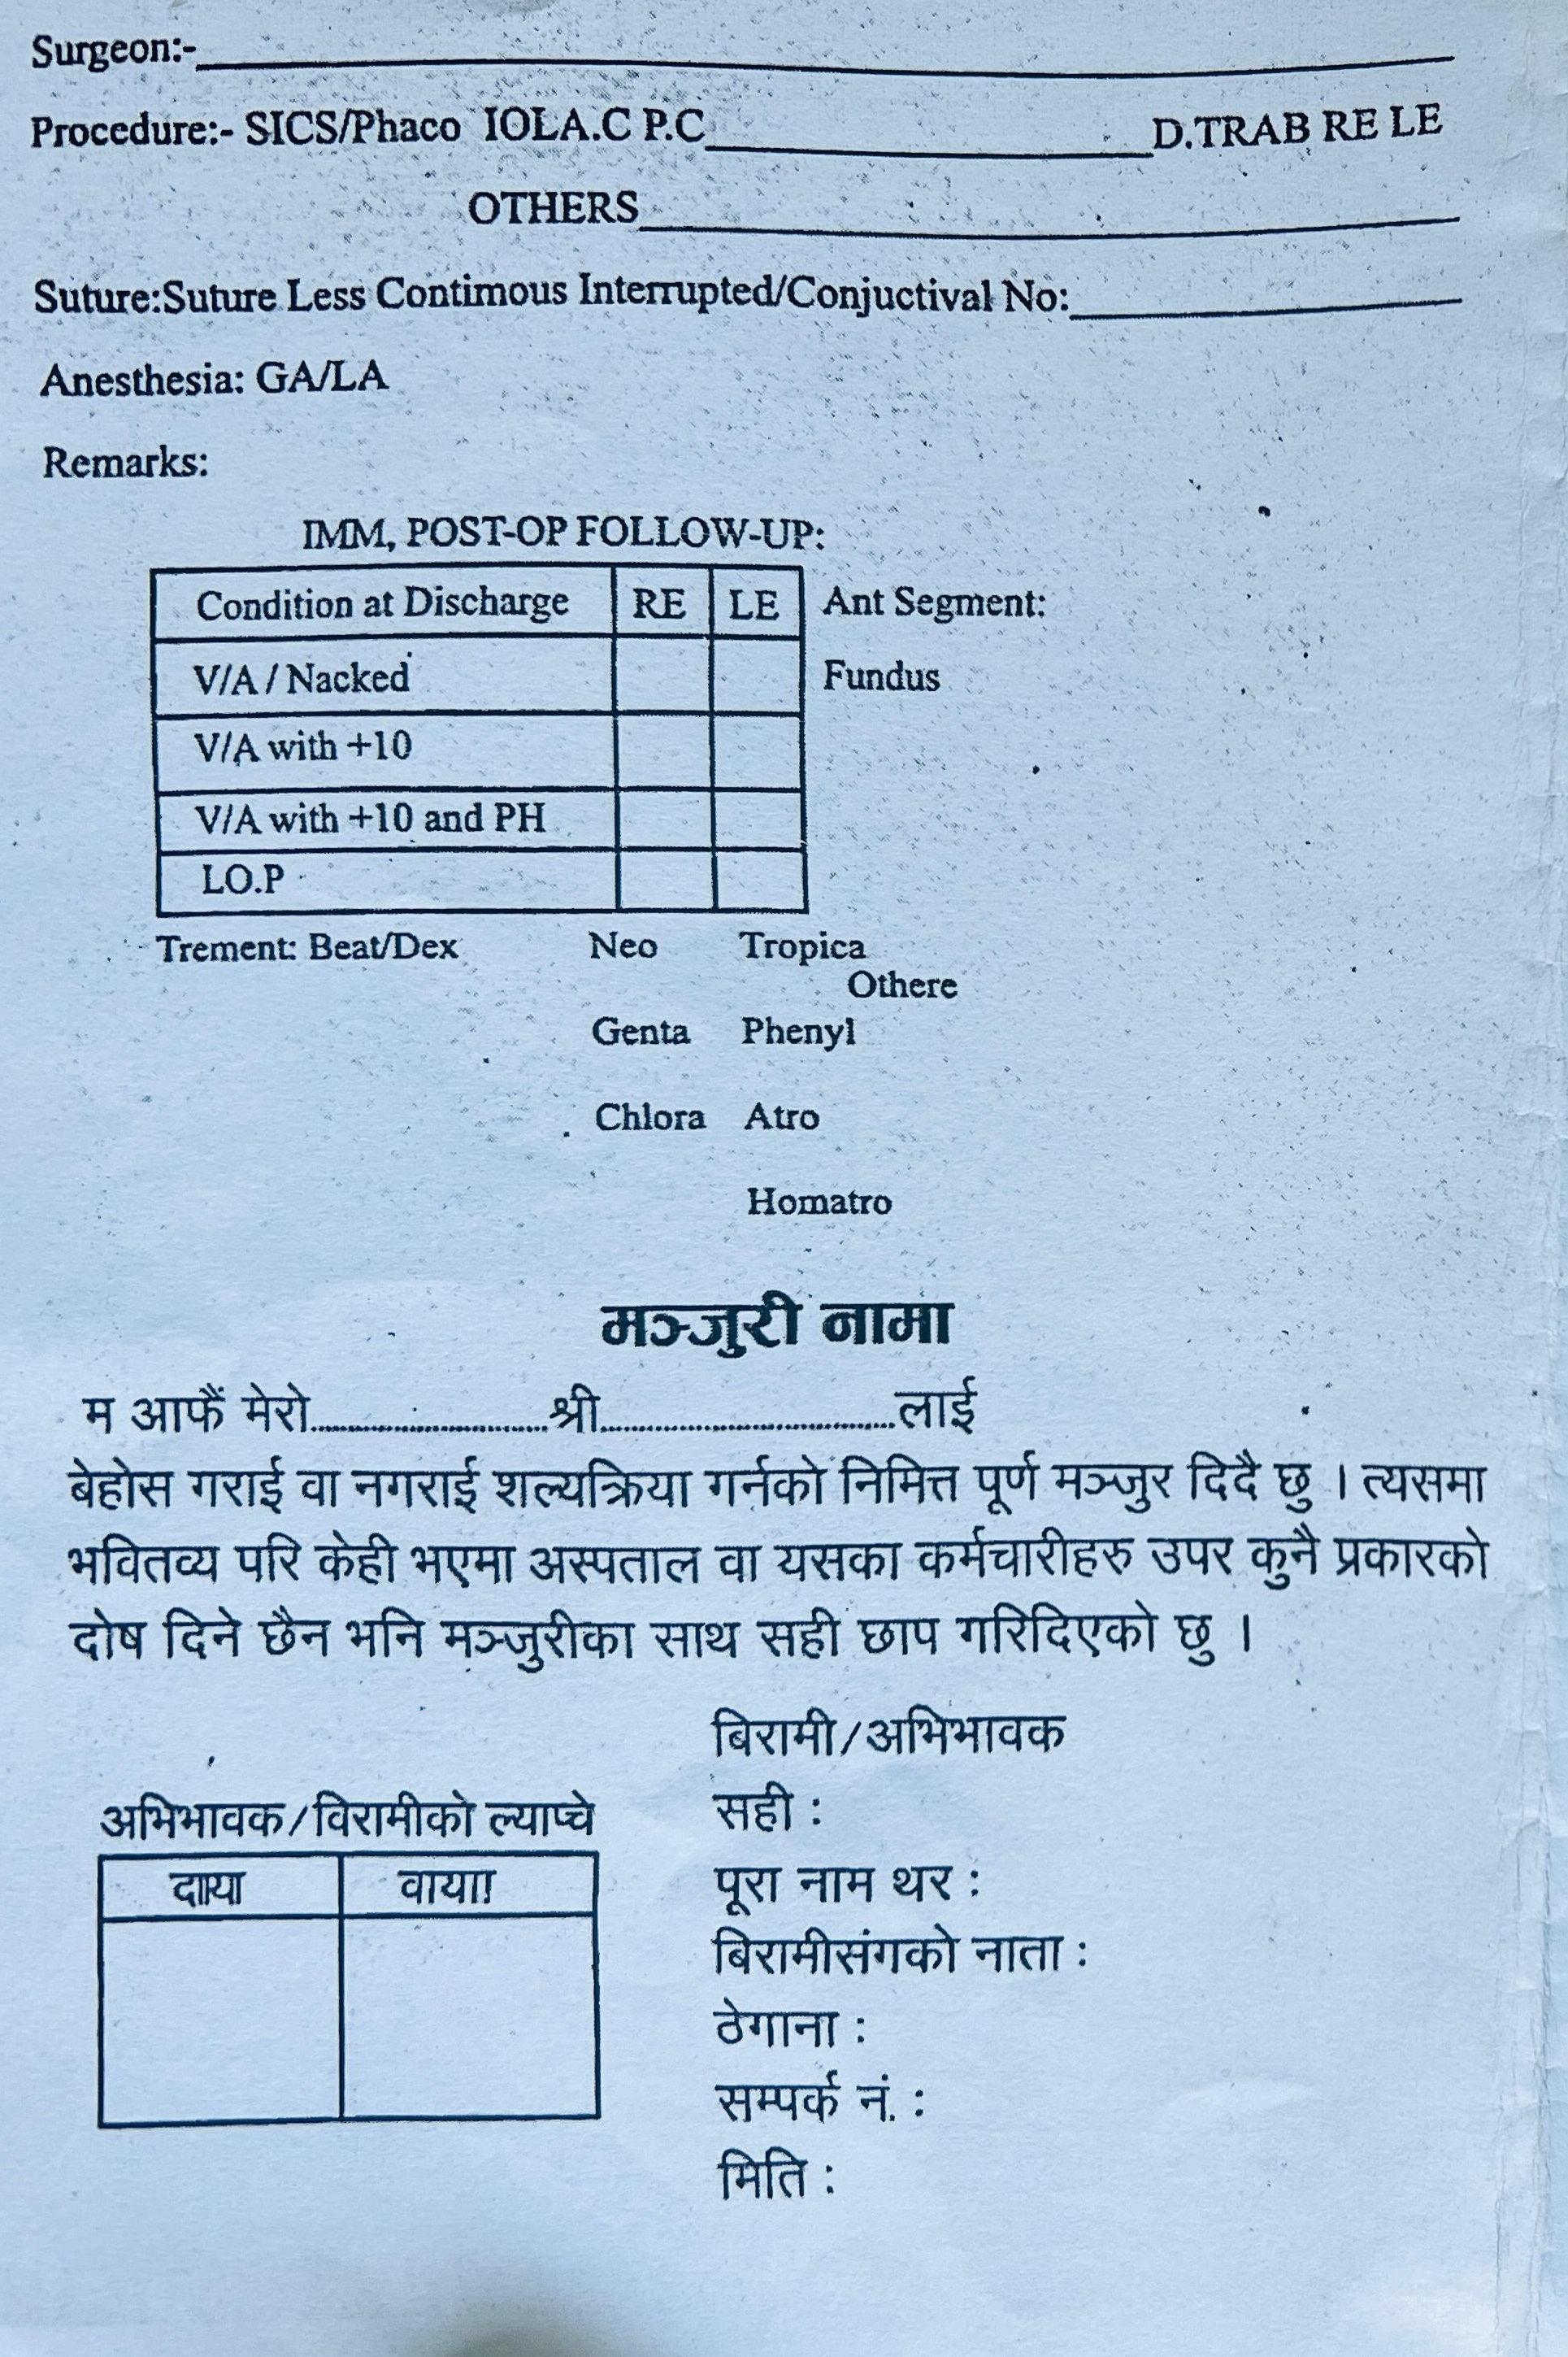 Surgeon:-
Procedure:- SICS/Phaco IOLA.C P.C D.TRAB RE LE
OTHERS
Suture:Suture Less Contimous Interrupted/Conjuctival No:
Anesthesia: GA/LA
Remarks:
IMM, POST-OP FOLLOW-UP:
Condition at Discharge RE LE Ant Segment:
V/A / Nacked Fundus
V/A with +10
V/A with +10 and PH
LO.P
Trement: Beat/Dex Neo Tropica
Othere
Genta Phenyl
Chlora Atro
Homatro
मञ्जुरी नामा
म आफैं मेरो........................श्री..............................लाई
बेहोस गराई वा नगराई शल्यक्रिया गर्नको निमित्त पूर्ण मञ्जुर दिदै छु । त्यसमा
भवितव्य परि केही भएमा अस्पताल वा यसका कर्मचारीहरु उपर कुनै प्रकारको
दोष दिने छैन भनि मञ्जुरीका साथ सही छाप गरिदिएको छु ।
बिरामी/अभिभावक
अभिभावक/विरामीको ल्याप्चे
दाया वाया
सही :
पूरा नाम थर :
बिरामीसंगको नाता :
ठेगाना :
सम्पर्क नं. :
मिति :